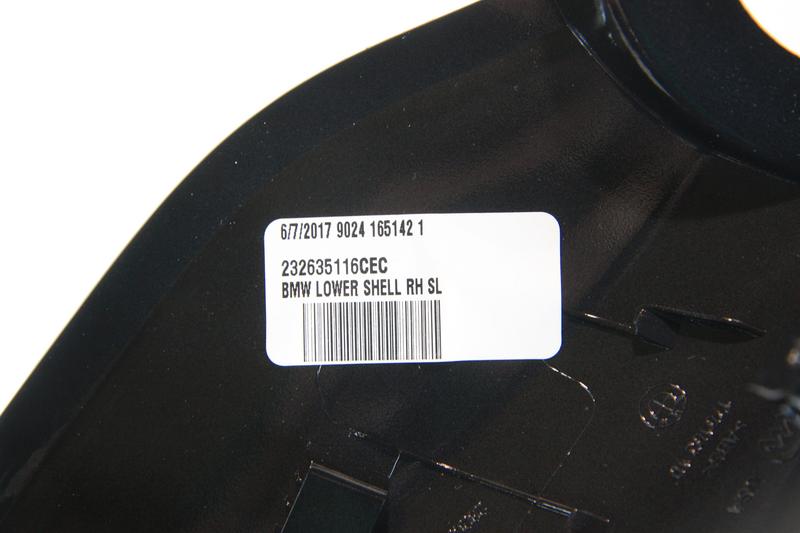 6/7/2017 9024 165142 1
232635116CEC
BMW LOWER SHELL RH SL